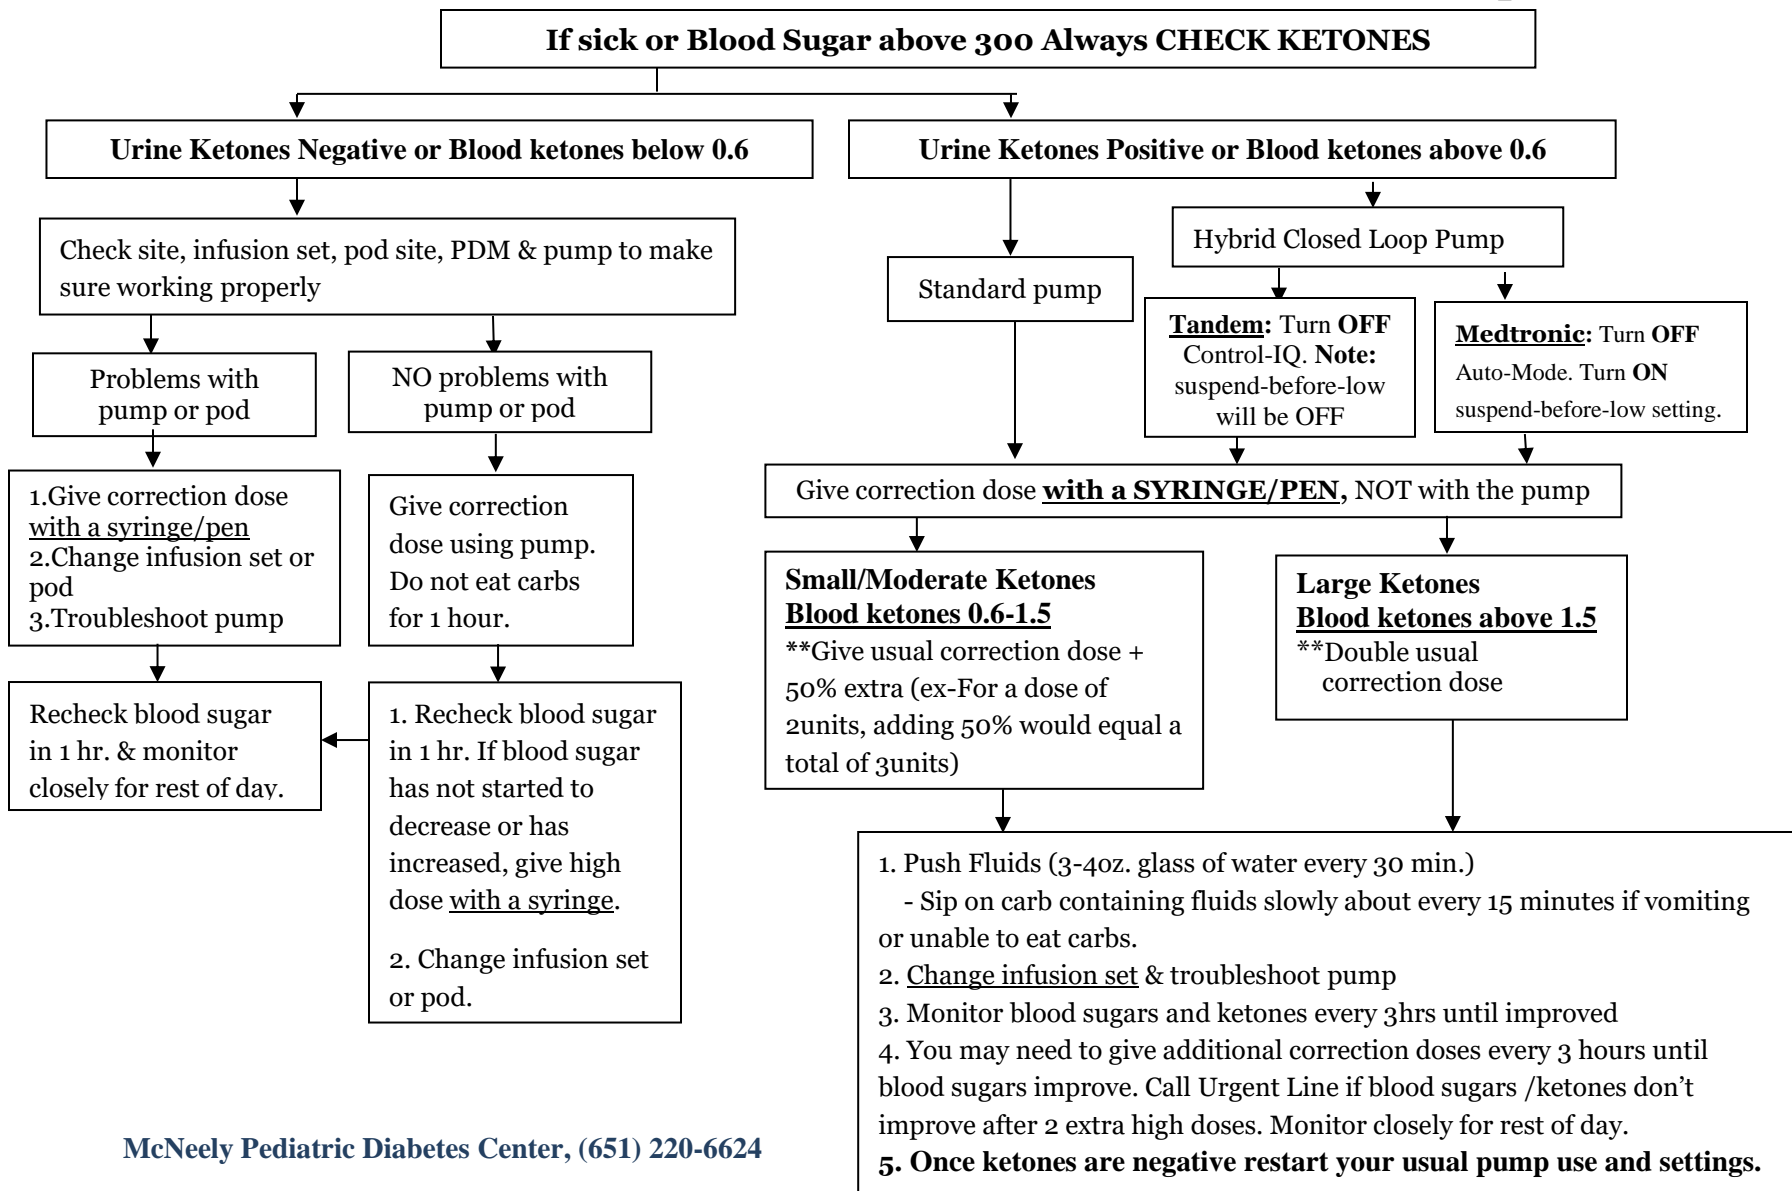 If sick or Blood Sugar above 300 Always CHECK KETONES
Urine Ketones Negative or Blood ketones below 0.6
Urine Ketones Positive or Blood ketones above 0.6
Check site, infusion set, pod site, PDM & pump to make
sure working properly
Problems with
pump or pod
NO problems with
pump or pod
1.Give correction dose
with a syringe/pen
2.Change infusion set or
pod
3.Troubleshoot pump
Give correction
dose using pump.
Do not eat carbs
for 1 hour.
Recheck blood sugar
in 1 hr. & monitor
closely for rest of day.
1. Recheck blood sugar
in 1 hr. If blood sugar
has not started to
decrease or has
increased, give high
dose with a syringe.
2. Change infusion set
or pod.
Standard pump
Hybrid Closed Loop Pump
Tandem: Turn OFF
Control-IQ. Note:
suspend-before-low
will be OFF
Medtronic: Turn OFF
Auto-Mode. Turn ON
suspend-before-low setting.
Give correction dose with a SYRINGE/PEN, NOT with the pump
Small/Moderate Ketones
Blood ketones 0.6-1.5
**Give usual correction dose +
50% extra (ex-For a dose of
2units, adding 50% would equal a
total of 3units)
Large Ketones
Blood ketones above 1.5
**Double usual
correction dose
1. Push Fluids (3-4oz. glass of water every 30 min.)
- Sip on carb containing fluids slowly about every 15 minutes if vomiting
or unable to eat carbs.
2. Change infusion set & troubleshoot pump
3. Monitor blood sugars and ketones every 3hrs until improved
4. You may need to give additional correction doses every 3 hours until
blood sugars improve. Call Urgent Line if blood sugars /ketones don't
improve after 2 extra high doses. Monitor closely for rest of day.
5. Once ketones are negative restart your usual pump use and settings.
McNeely Pediatric Diabetes Center, (651) 220-6624